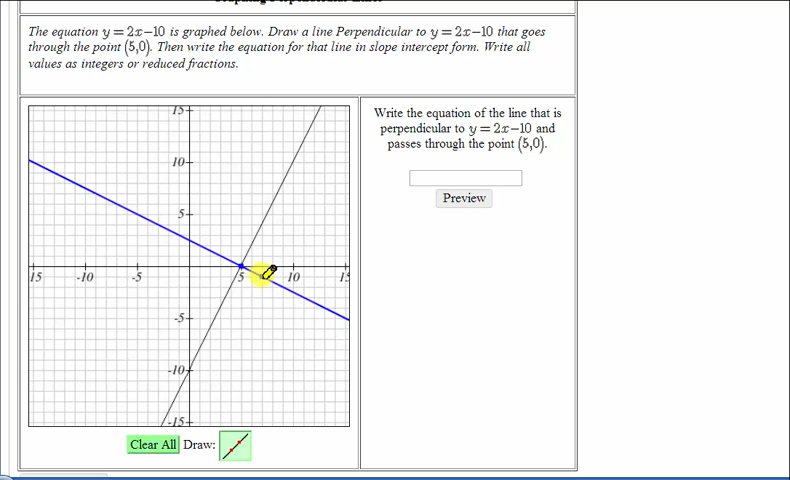 The equation y = 2x−10 is graphed below. Draw a line Perpendicular to y = 2x−10 that goes
through the point (5,0). Then write the equation for that line in slope intercept form. Write all
values as integers or reduced fractions.
Write the equation of the line that is
perpendicular to y = 2x−10 and
passes through the point (5,0).
Preview
15
10
5
15 -10 -5 5 10 15
-5
-10
-15
Clear All Draw: